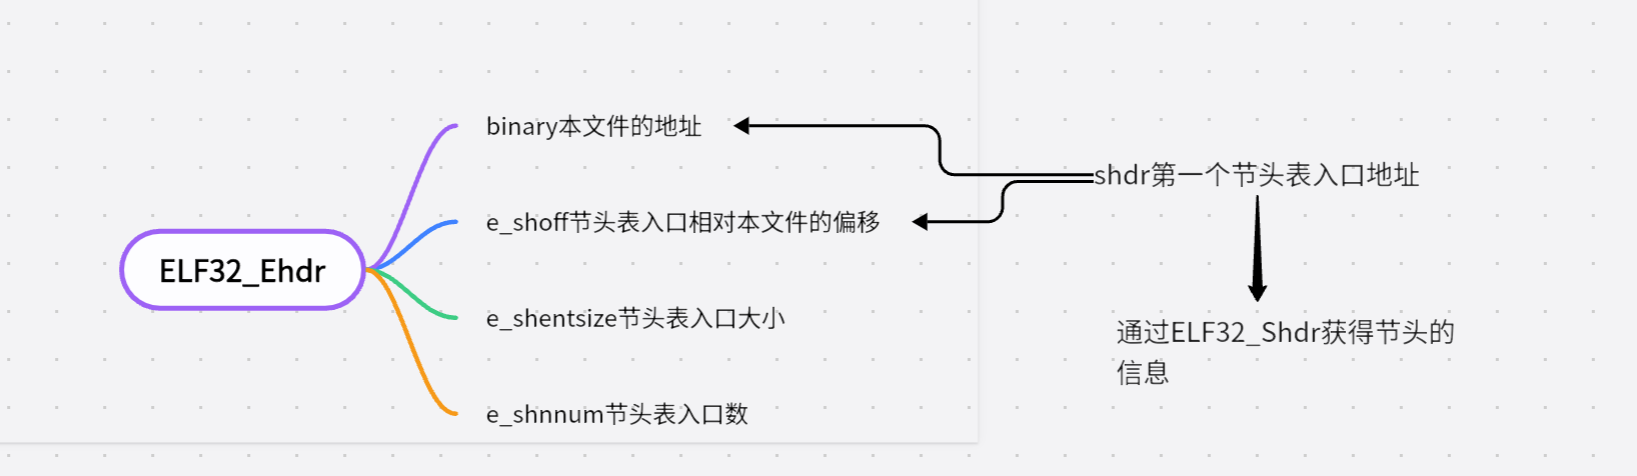 binary本文件的地址
shdr第一个节头表入口地址
e_shoff节头表入口相对本文件的偏移
ELF32_Ehdr
e_shentsize节头表入口大小
通过ELF32_Shdr获得节头的
信息
e_shnnum节头表入口数